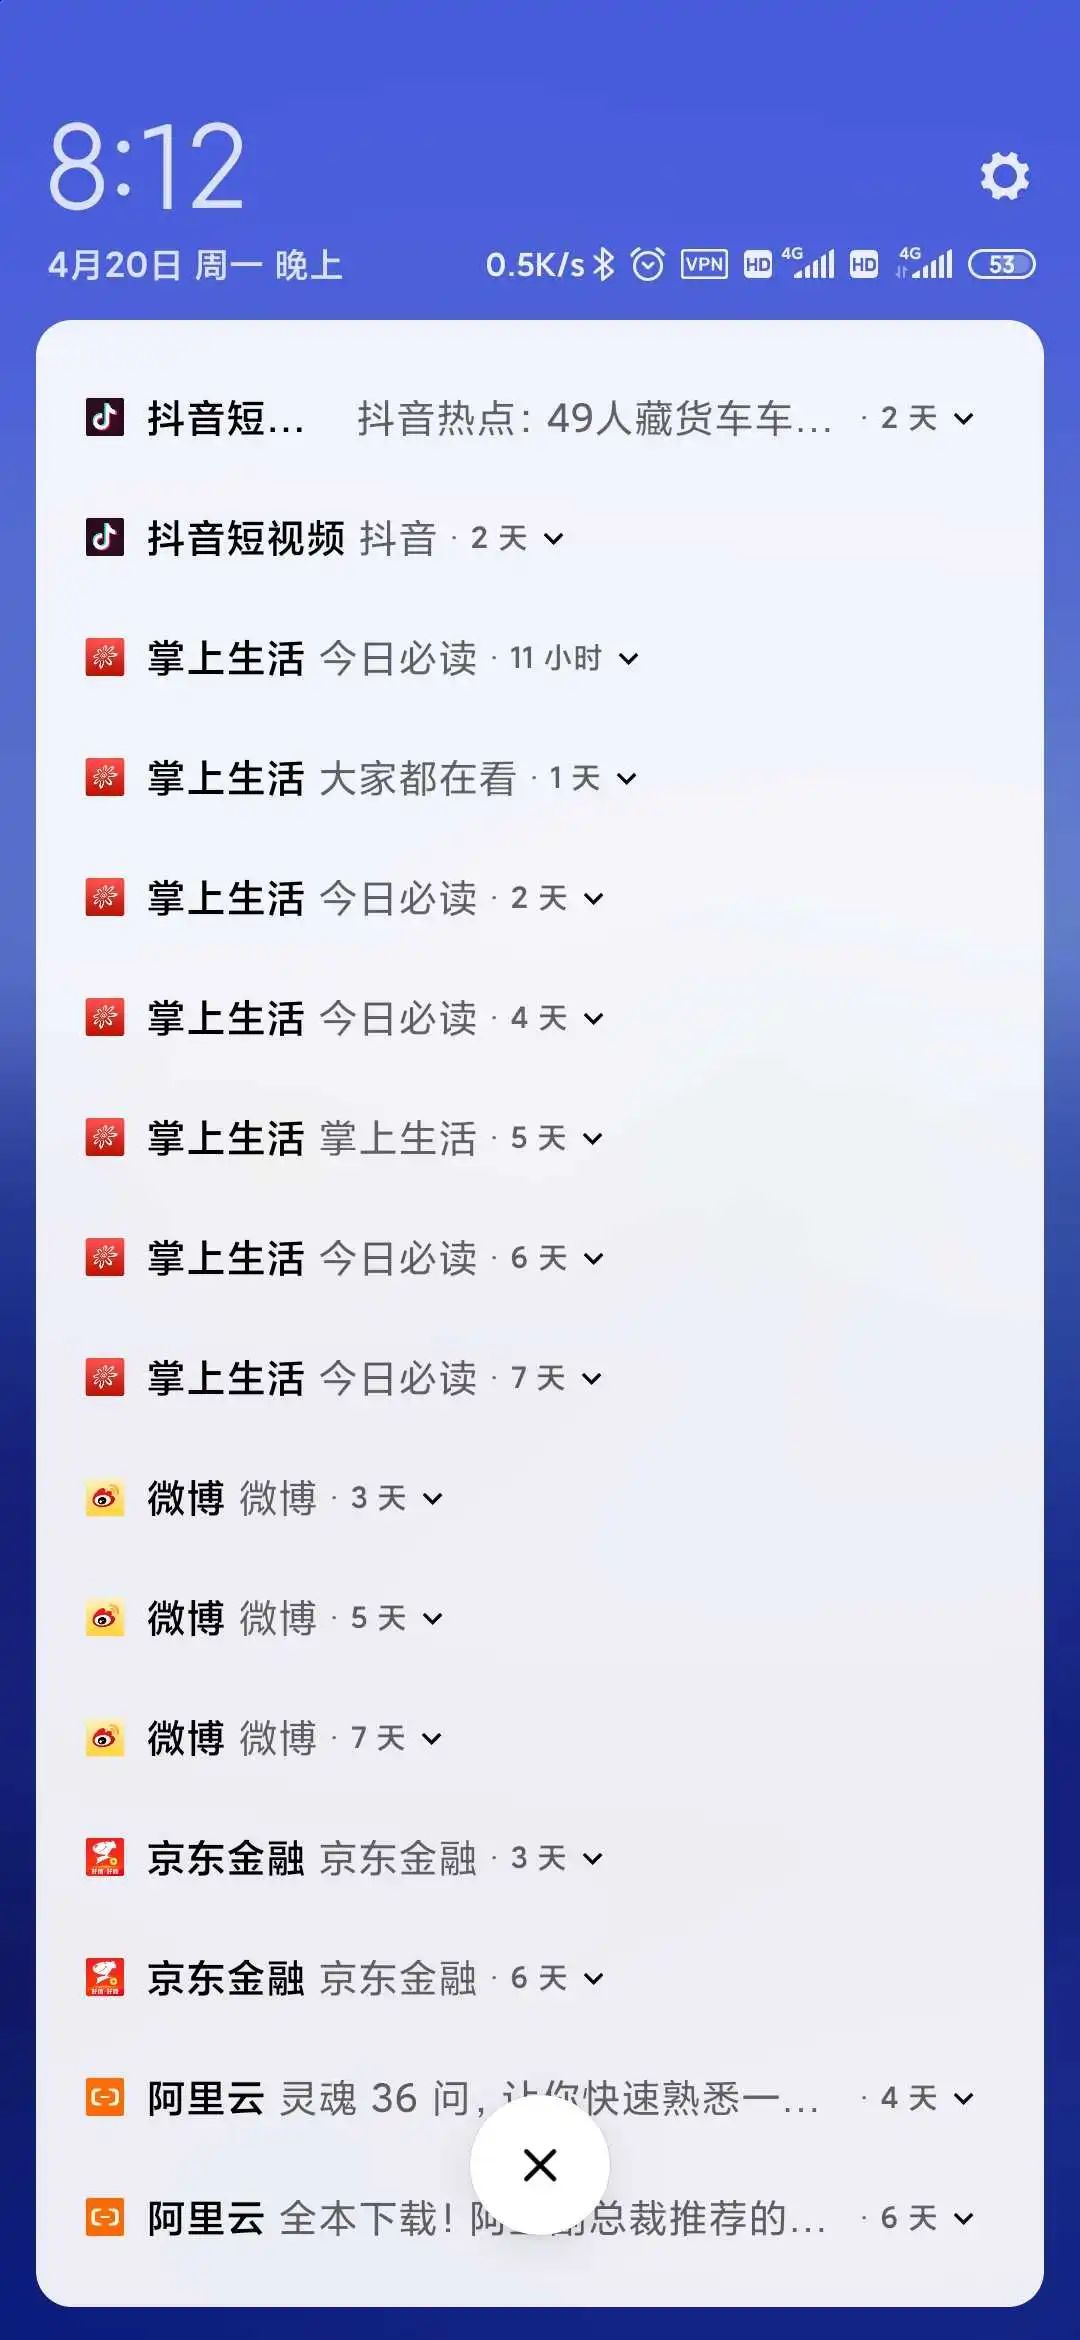 8:12
4月20日 周一 晚上 0.5K/s VPN HD 4G HD 4G 53
抖音短... 抖音热点：49人藏货车车... · 2 天
抖音短视频 抖音 · 2 天
掌上生活 今日必读 · 11 小时
掌上生活 大家都在看 · 1 天
掌上生活 今日必读 · 2 天
掌上生活 今日必读 · 4 天
掌上生活 掌上生活 · 5 天
掌上生活 今日必读 · 6 天
掌上生活 今日必读 · 7 天
微博 微博 · 3 天
微博 微博 · 5 天
微博 微博 · 7 天
京东金融 京东金融 · 3 天
京东金融 京东金融 · 6 天
阿里云 灵魂 36 问，让你快速熟悉一... · 4 天
阿里云 全本下载！阿 总裁推荐的... · 6 天